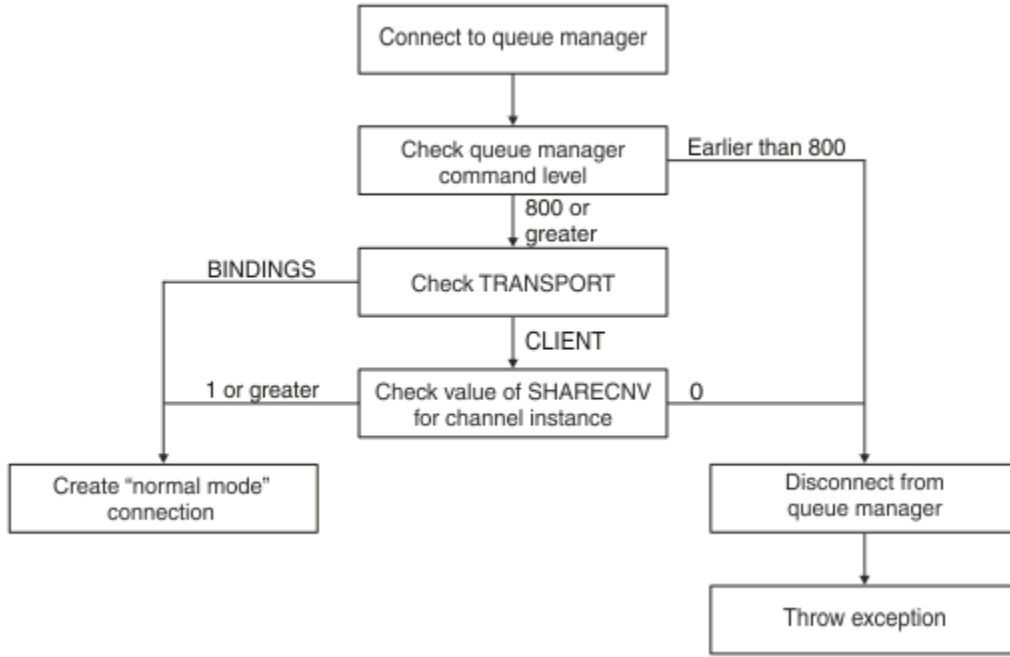 Connect to queue manager
Check queue manager
command level
Earlier than 800
800 or
greater
BINDINGS
Check TRANSPORT
CLIENT
1 or greater
Check value of SHARECNV
for channel instance
0
Create “normal mode”
connection
Disconnect from
queue manager
Throw exception